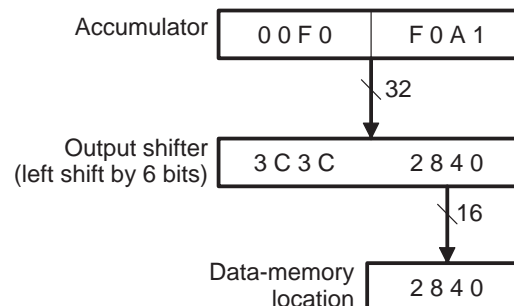 Accumulator 00F0 F0A1
32
Output shifter
(left shift by 6 bits) 3C3C 2840
16
Data-memory
location 2840